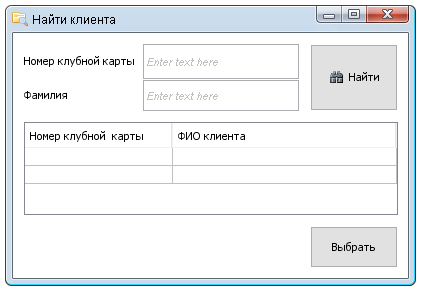 Найти клиента
Номер клубной карты Enter text here
Найти
Фамилия Enter text here
Номер клубной карты ФИО клиента
Выбрать